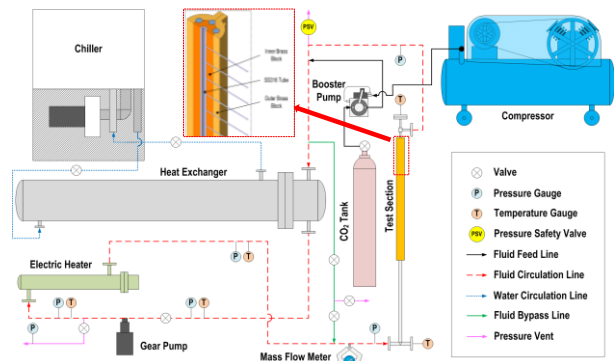 PSV
Chiller
Inner Brass
Block
SS316 Tube
Outer Brass
Block
P
Booster
Pump
T
Compressor
Heat Exchanger
CO₂ Tank
Test Section
Valve
P
Pressure Gauge
T
Temperature Gauge
PSV
Pressure Safety Valve
Fluid Feed Line
Fluid Circulation Line
Water Circulation Line
Fluid Bypass Line
Pressure Vent
Electric Heater
P T
P T
P T
P
Gear Pump
P
T
Mass Flow Meter